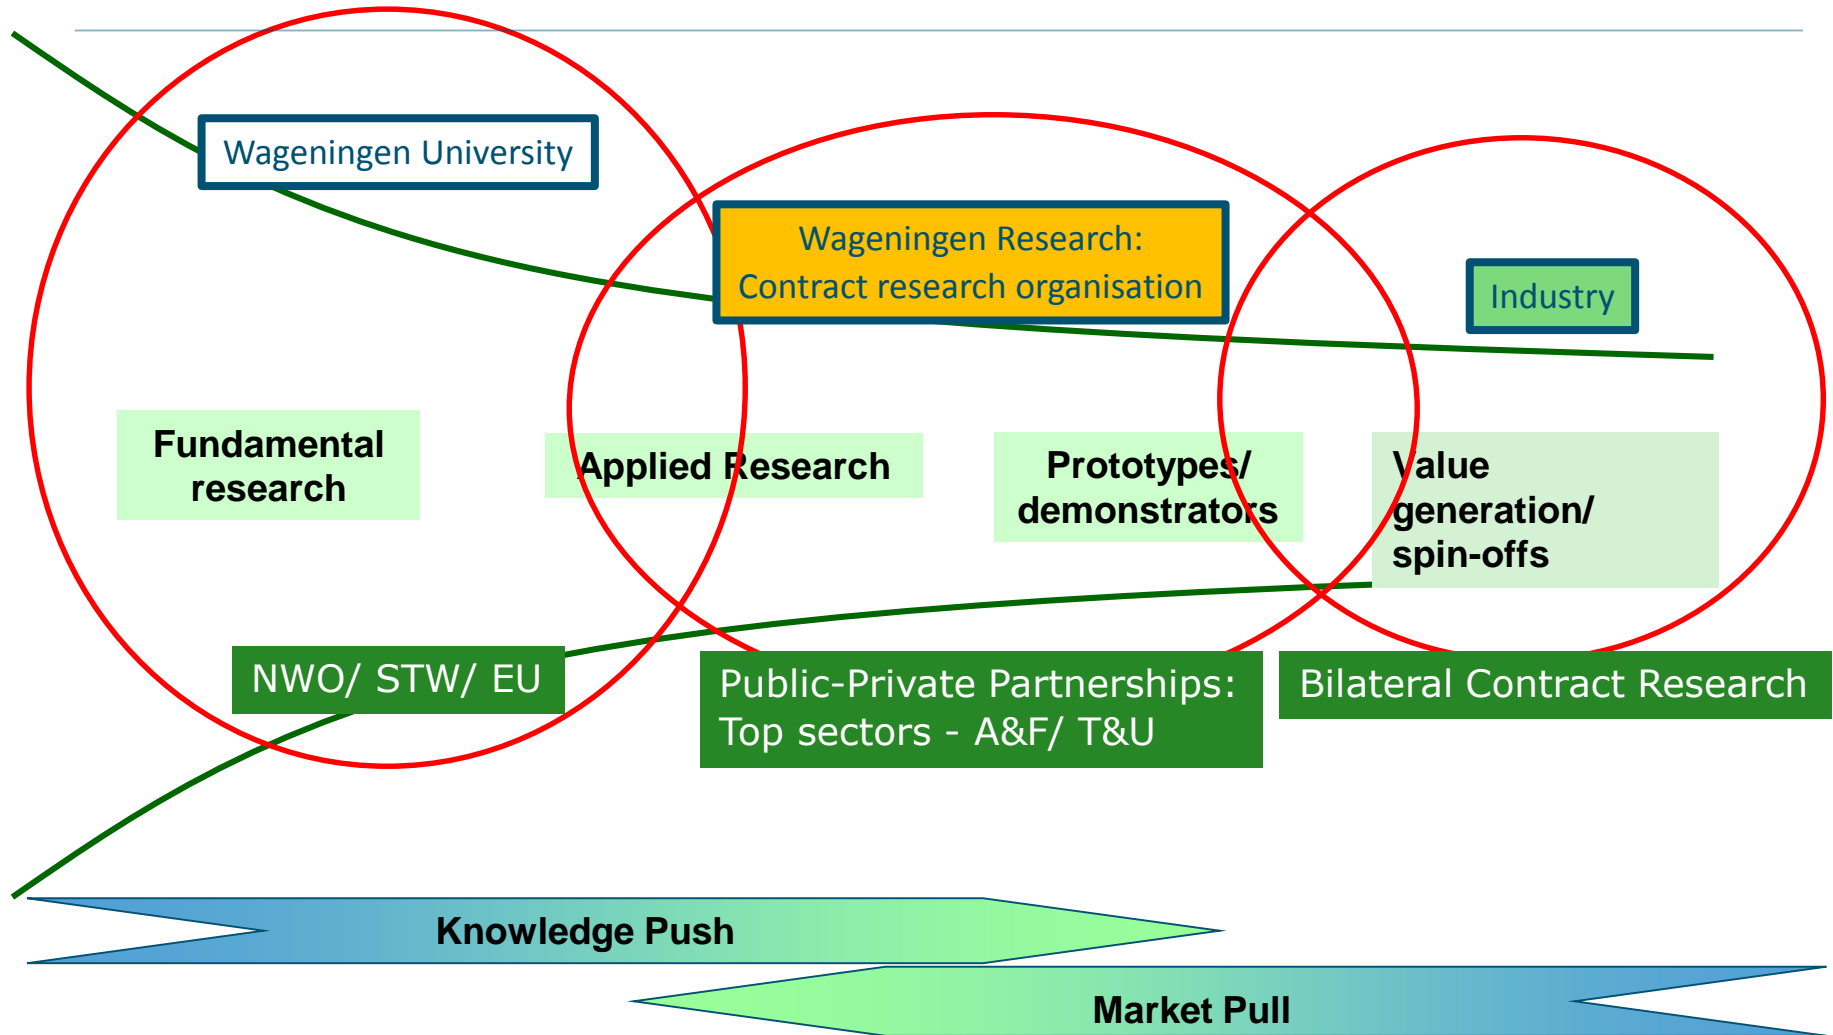 Wageningen University
Wageningen Research:
Contract research organisation
Industry
Fundamental
research
Applied Research
Prototypes/
demonstrators
Value
generation/
spin-offs
NWO/ STW/ EU
Public-Private Partnerships:
Top sectors - A&F/ T&U
Bilateral Contract Research
Knowledge Push
Market Pull